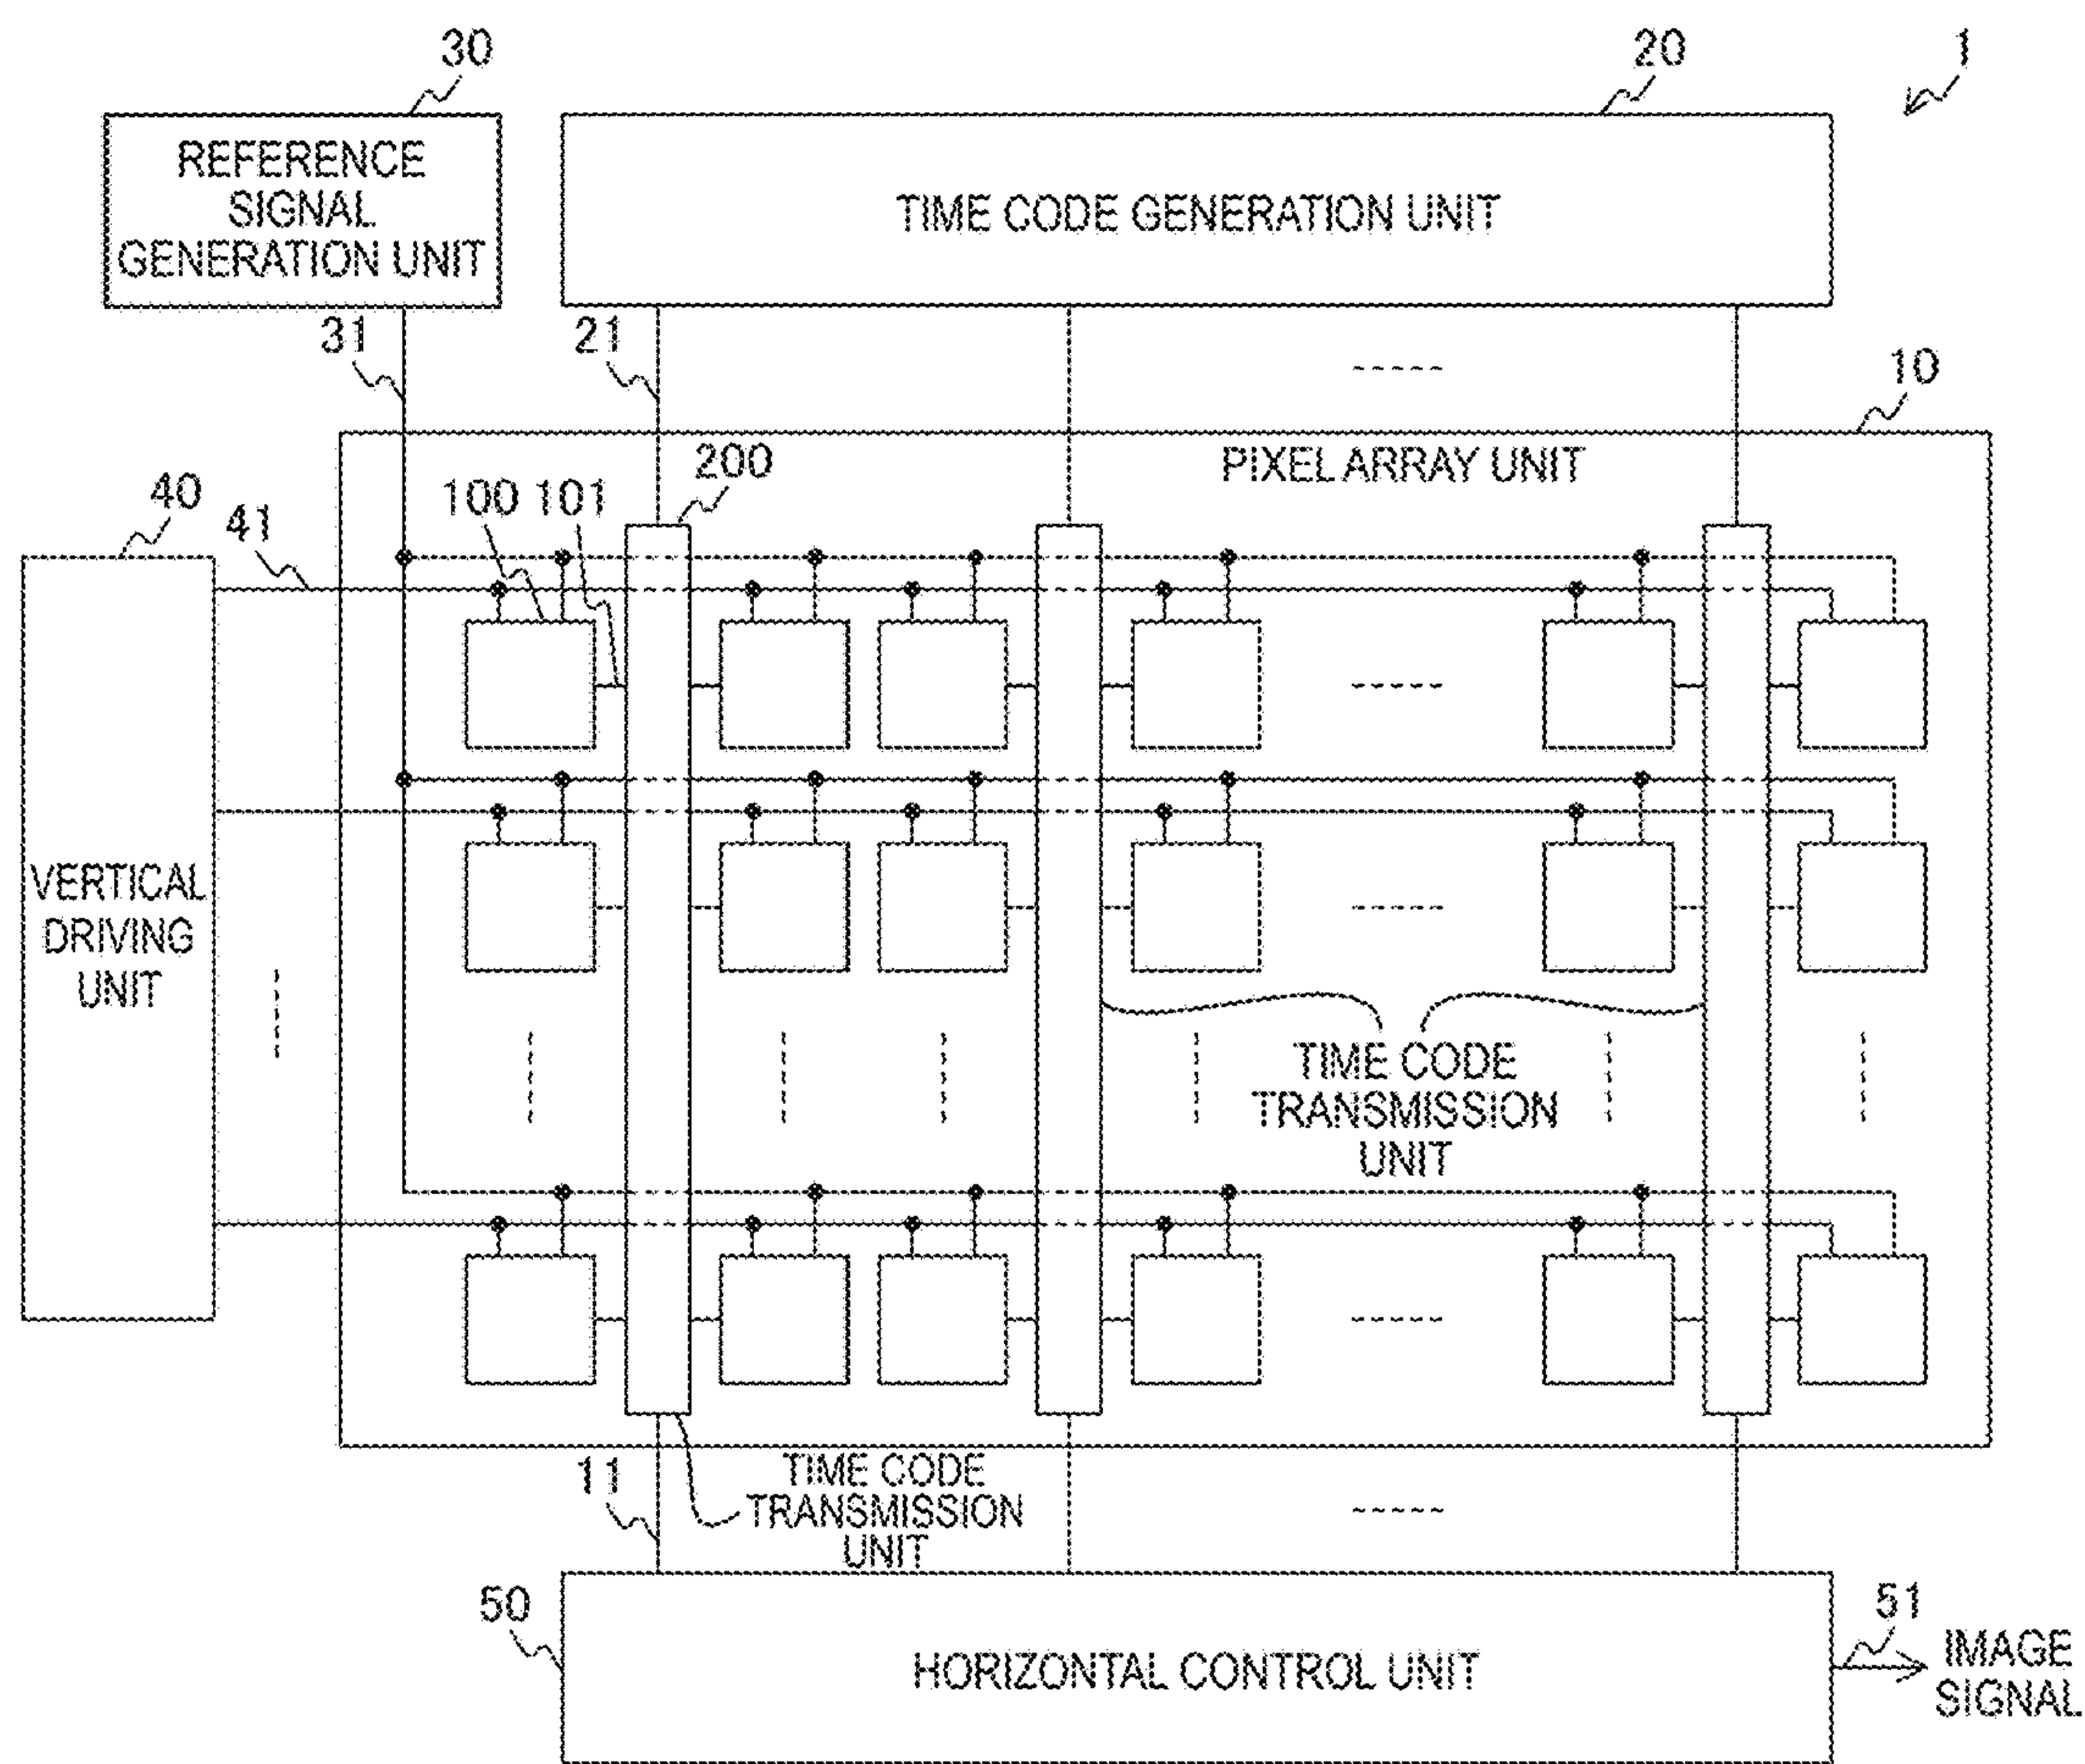 30
20
1
REFERENCE
SIGNAL
GENERATION UNIT
TIME CODE GENERATION UNIT
31
21
10
PIXEL ARRAY UNIT
200
40
41
100
101
VERTICAL
DRIVING
UNIT
TIME CODE
TRANSMISSION
UNIT
11
TIME CODE
TRANSMISSION
UNIT
50
51
HORIZONTAL CONTROL UNIT
IMAGE
SIGNAL